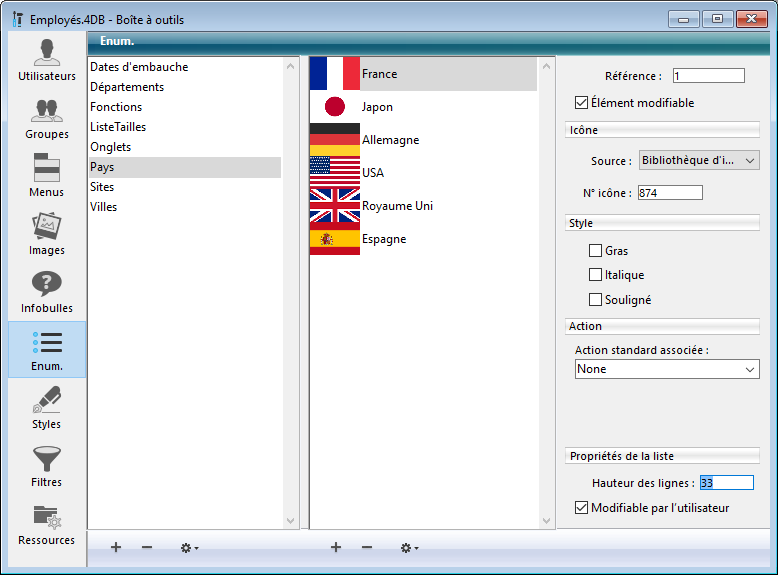 Employés.4DB - Boîte à outils
Enum.
Utilisateurs
Groupes
Menus
Images
Infobulles
Enum.
Styles
Filtres
Ressources
Dates d'embauche
Départements
Fonctions
ListeTailles
Onglets
Pays
Sites
Villes
France
Japon
Allemagne
USA
Royaume Uni
Espagne
Référence : 1
Élément modifiable
Icône
Source : Bibliothèque d'i...
N° icône : 874
Style
Gras
Italique
Souligné
Action
Action standard associée :
None
Propriétés de la liste
Hauteur des lignes : 33
Modifiable par l'utilisateur